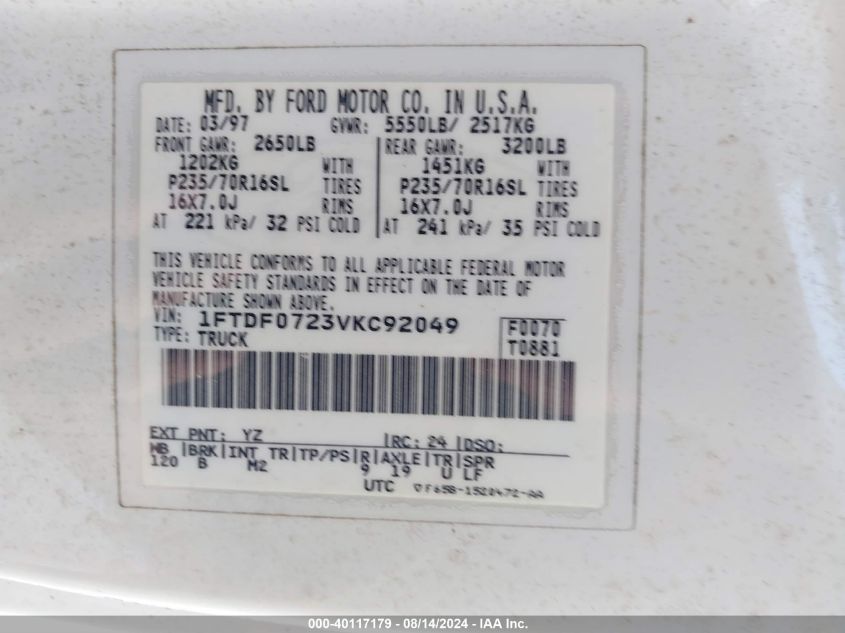 MFD. BY FORD MOTOR CO. IN U.S.A.
DATE: 03/97 GVWR: 5550LB/ 2517KG
FRONT GAWR: 2650LB REAR GAWR: 3200LB
1202KG WITH 1451KG WITH
P235/70R16SL TIRES P235/70R16SL TIRES
16X7.0J RIMS 16X7.0J RIMS
AT 221 kPa/ 32 PSI COLD AT 241 kPa/ 35 PSI COLD
THIS VEHICLE CONFORMS TO ALL APPLICABLE FEDERAL MOTOR
VEHICLE SAFETY STANDARDS IN EFFECT ON THE DATE OF
MANUFACTURE SHOWN ABOVE.
VIN: 1FTDF0723VKC92049 F0070
TYPE: TRUCK T0881
EXT PNT: YZ RC: 24 DSO:
WB BRK INT TR TP/PS R AXLE TR SPR
120 B M2 9 19 U LF
UTC F65B-1520472-AA
000-40117179 - 08/14/2024 - IAA Inc.